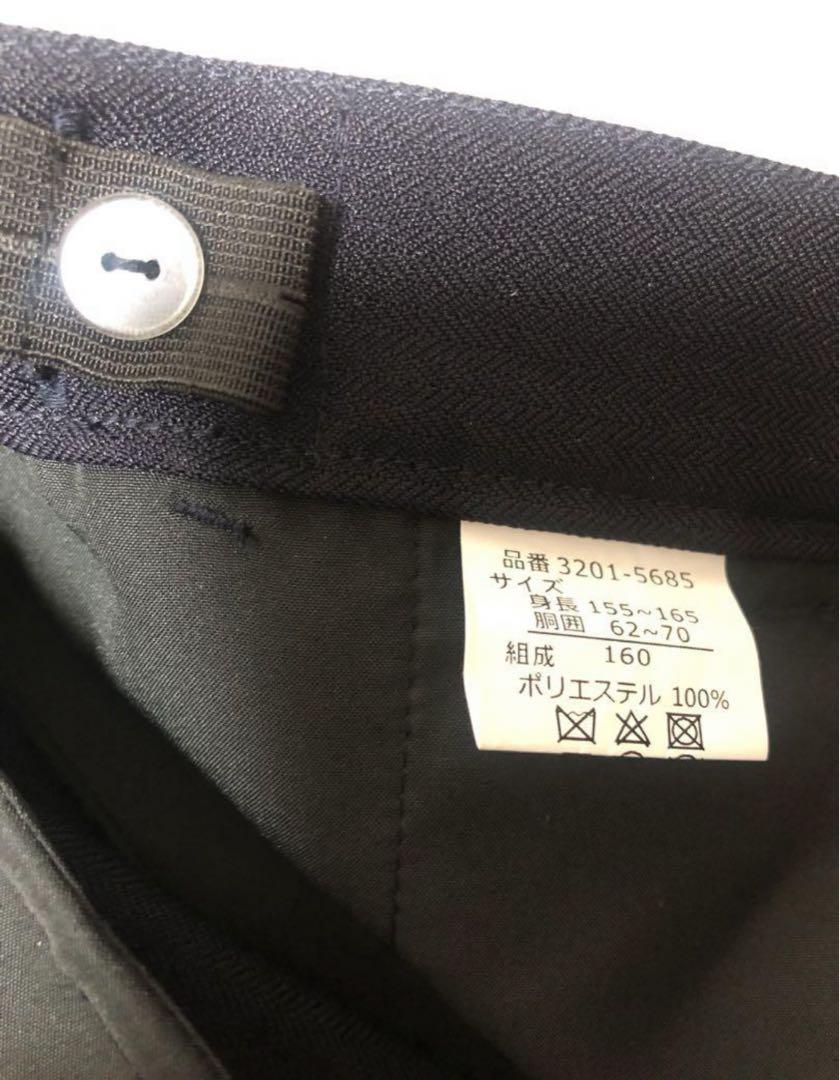 品番 3201-5685
サイズ
身長 155~165
胴囲 62~70
160
組成
ポリエステル 100%